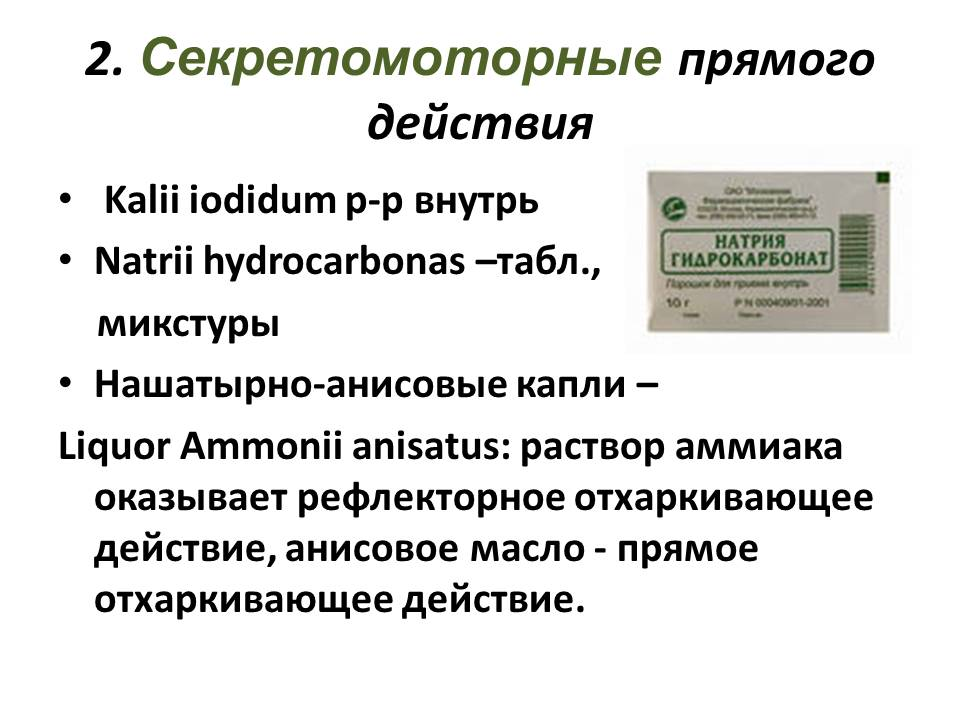 2. Секретомоторные прямого
действия
• Kalii iodidum р-р внутрь
• Natrii hydrocarbonas –табл.,
микстуры
ОАО
НАТРИЯ
ГИДРОКАРБОНАТ
Порошок для приема внутрь
10 г P N 000409/01-2001
• Нашатырно-анисовые капли –
Liquor Ammonii anisatus: раствор аммиака
оказывает рефлекторное отхаркивающее
действие, анисовое масло - прямое
отхаркивающее действие.